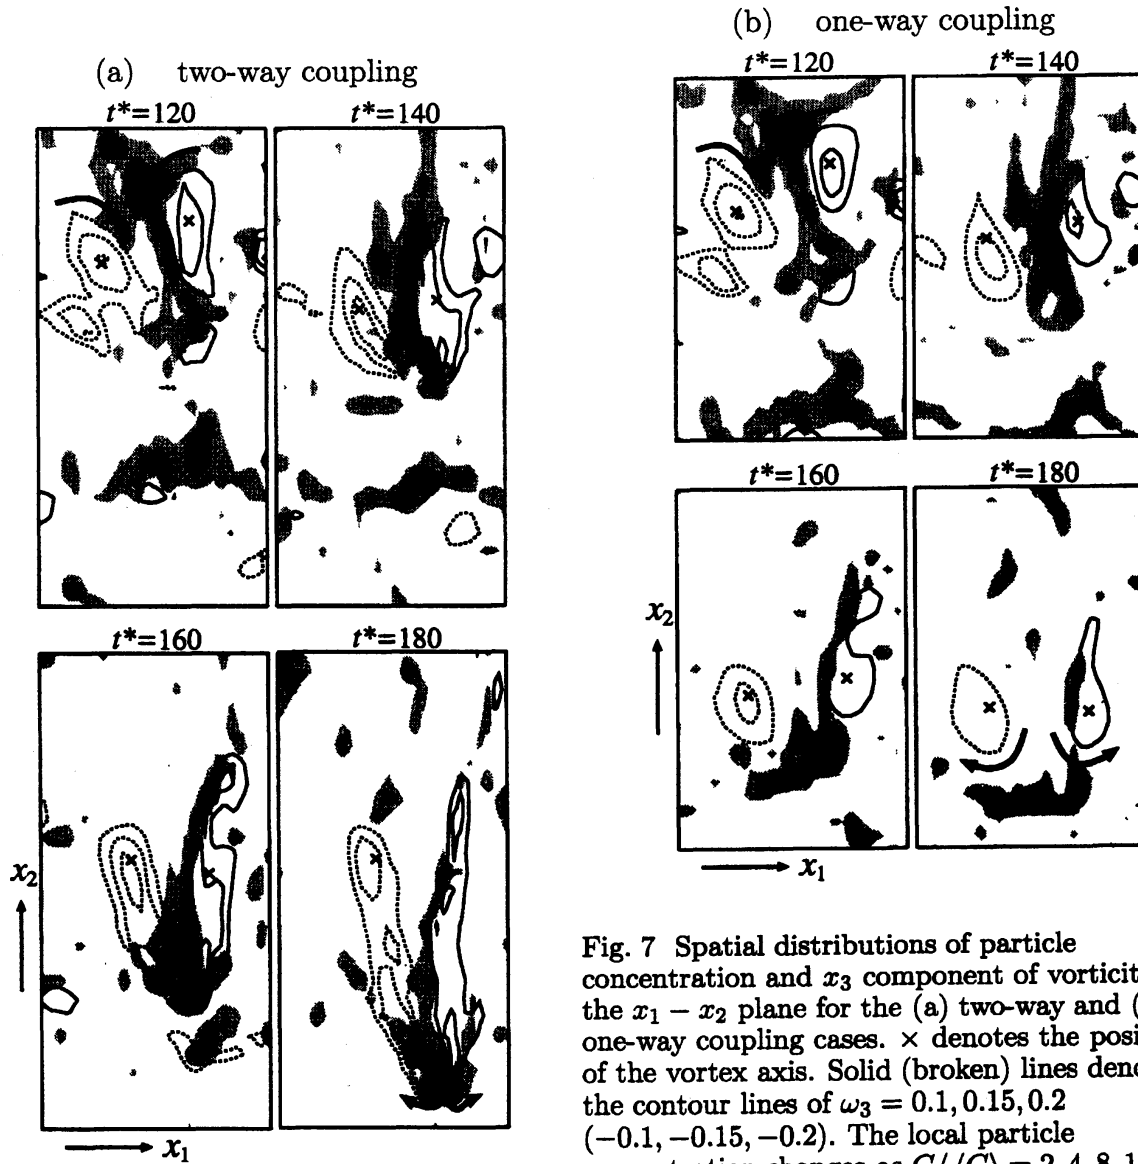 (a) two-way coupling
t*=120
t*=140
t*=160
t*=180
x₂
x₁
(b) one-way coupling
t*=120
t*=140
t*=160
t*=180
x₂
x₁
Fig. 7 Spatial distributions of particle
concentration and x₃ component of vorticit
the x₁ − x₂ plane for the (a) two-way and (
one-way coupling cases. × denotes the posi
of the vortex axis. Solid (broken) lines deno
the contour lines of ω₃ = 0.1, 0.15, 0.2
(−0.1, −0.15, −0.2). The local particle